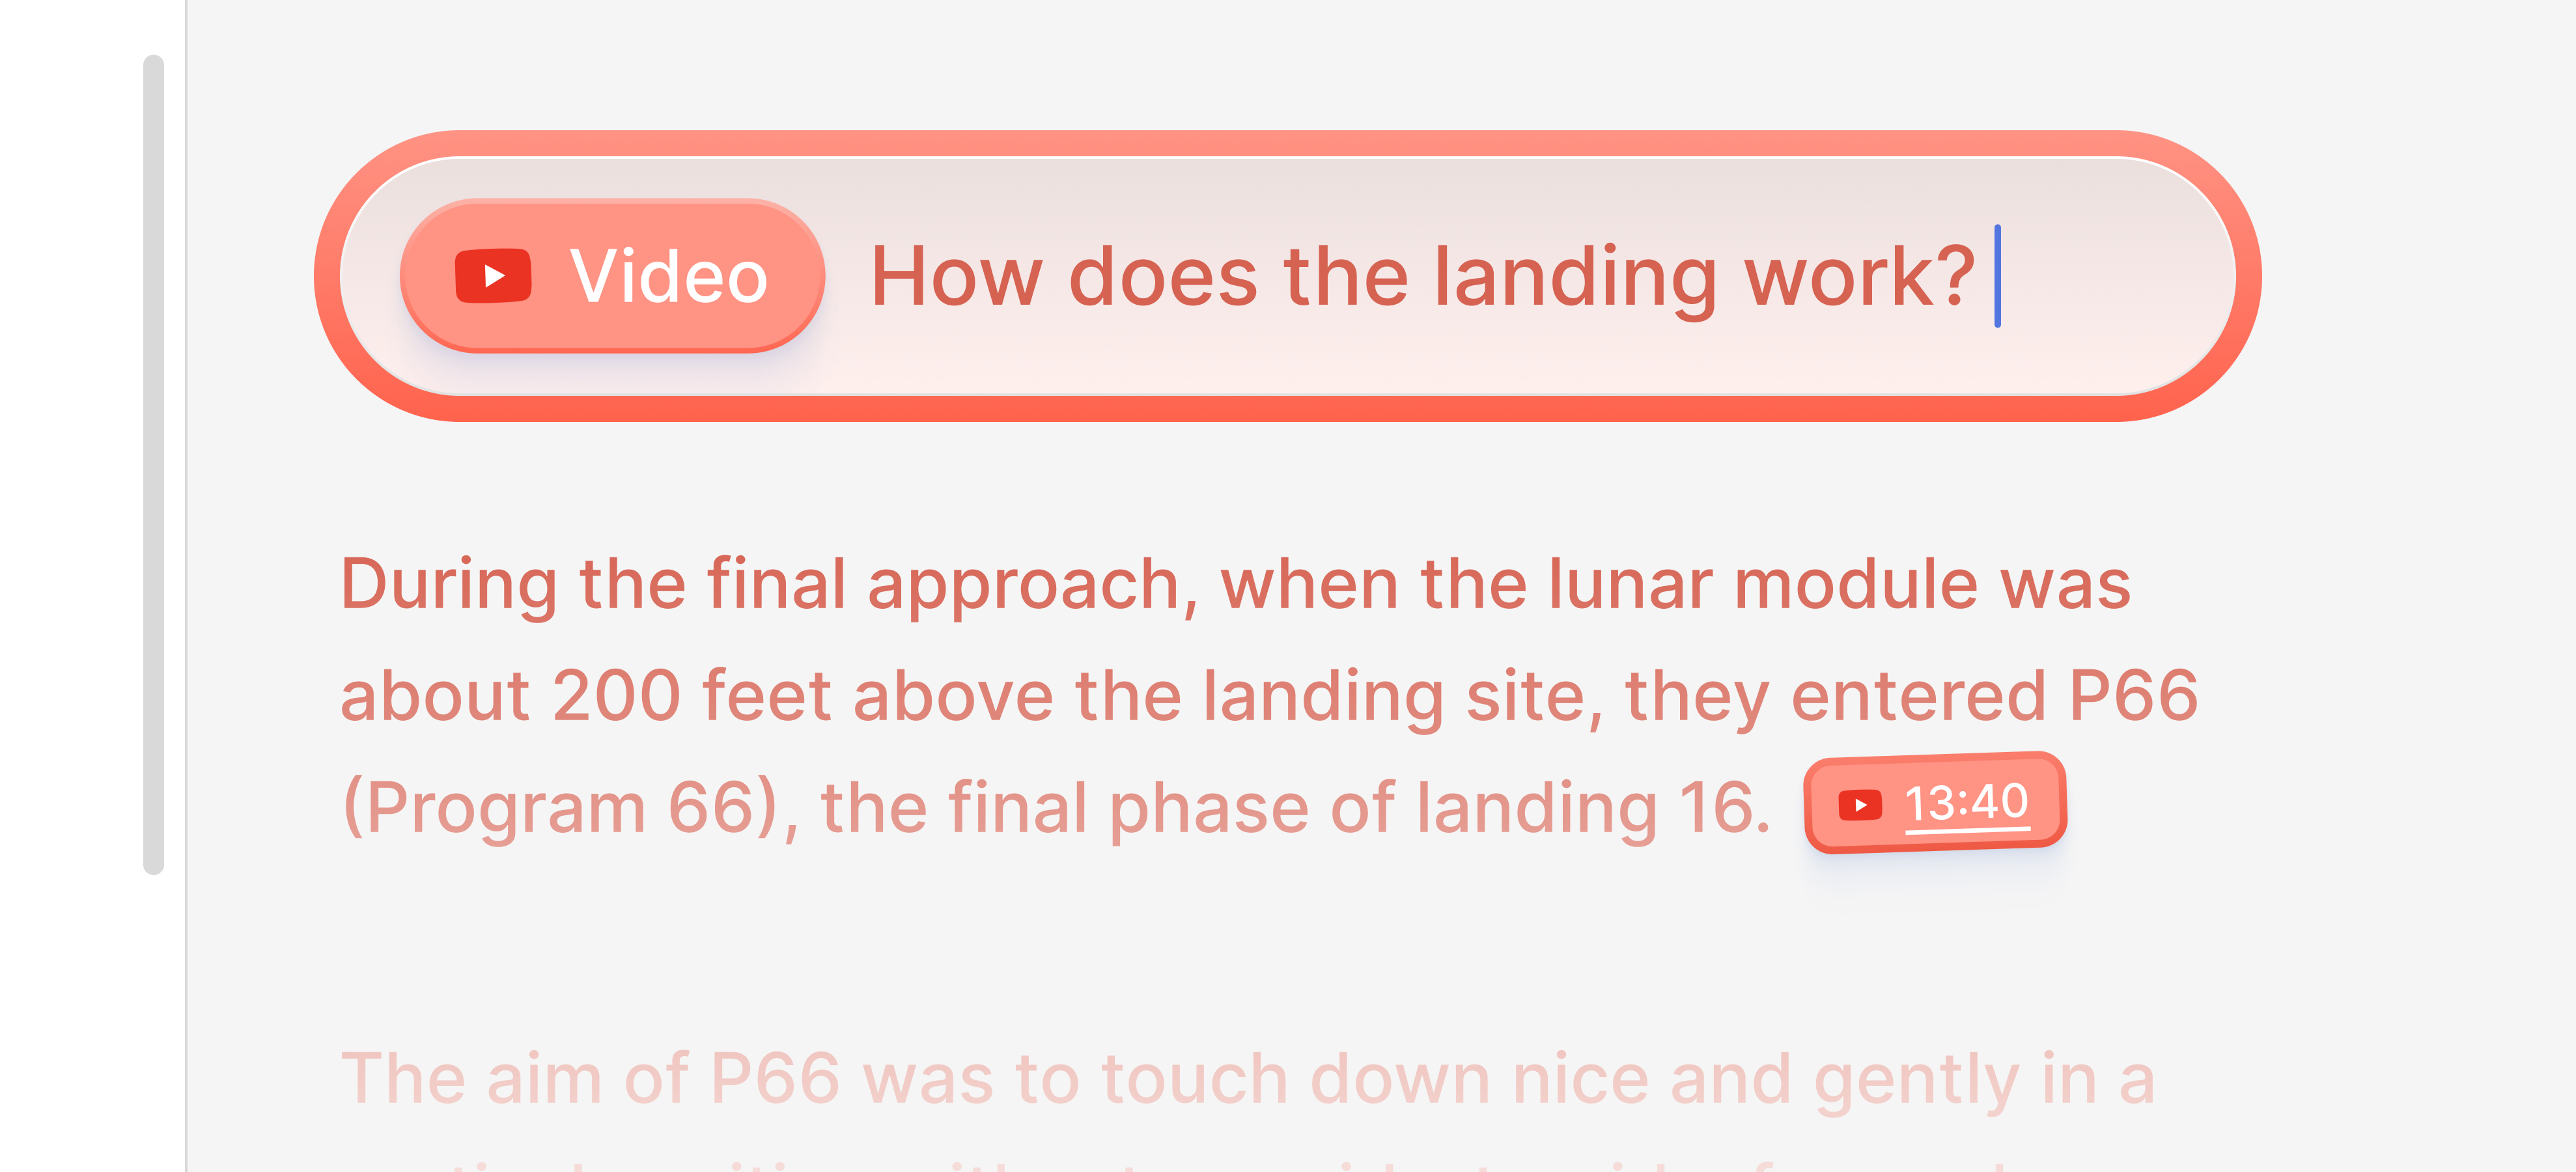 Video How does the landing work?
During the final approach, when the lunar module was
about 200 feet above the landing site, they entered P66
(Program 66), the final phase of landing 16. 13:40
The aim of P66 was to touch down nice and gently in a